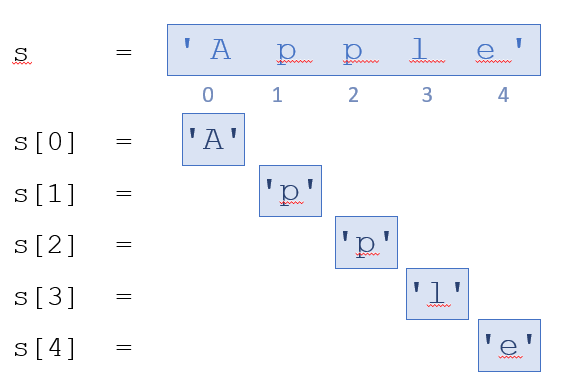 s = 'A p p l e'
0 1 2 3 4
s[0] = 'A'
s[1] = 'p'
s[2] = 'p'
s[3] = 'l'
s[4] = 'e'